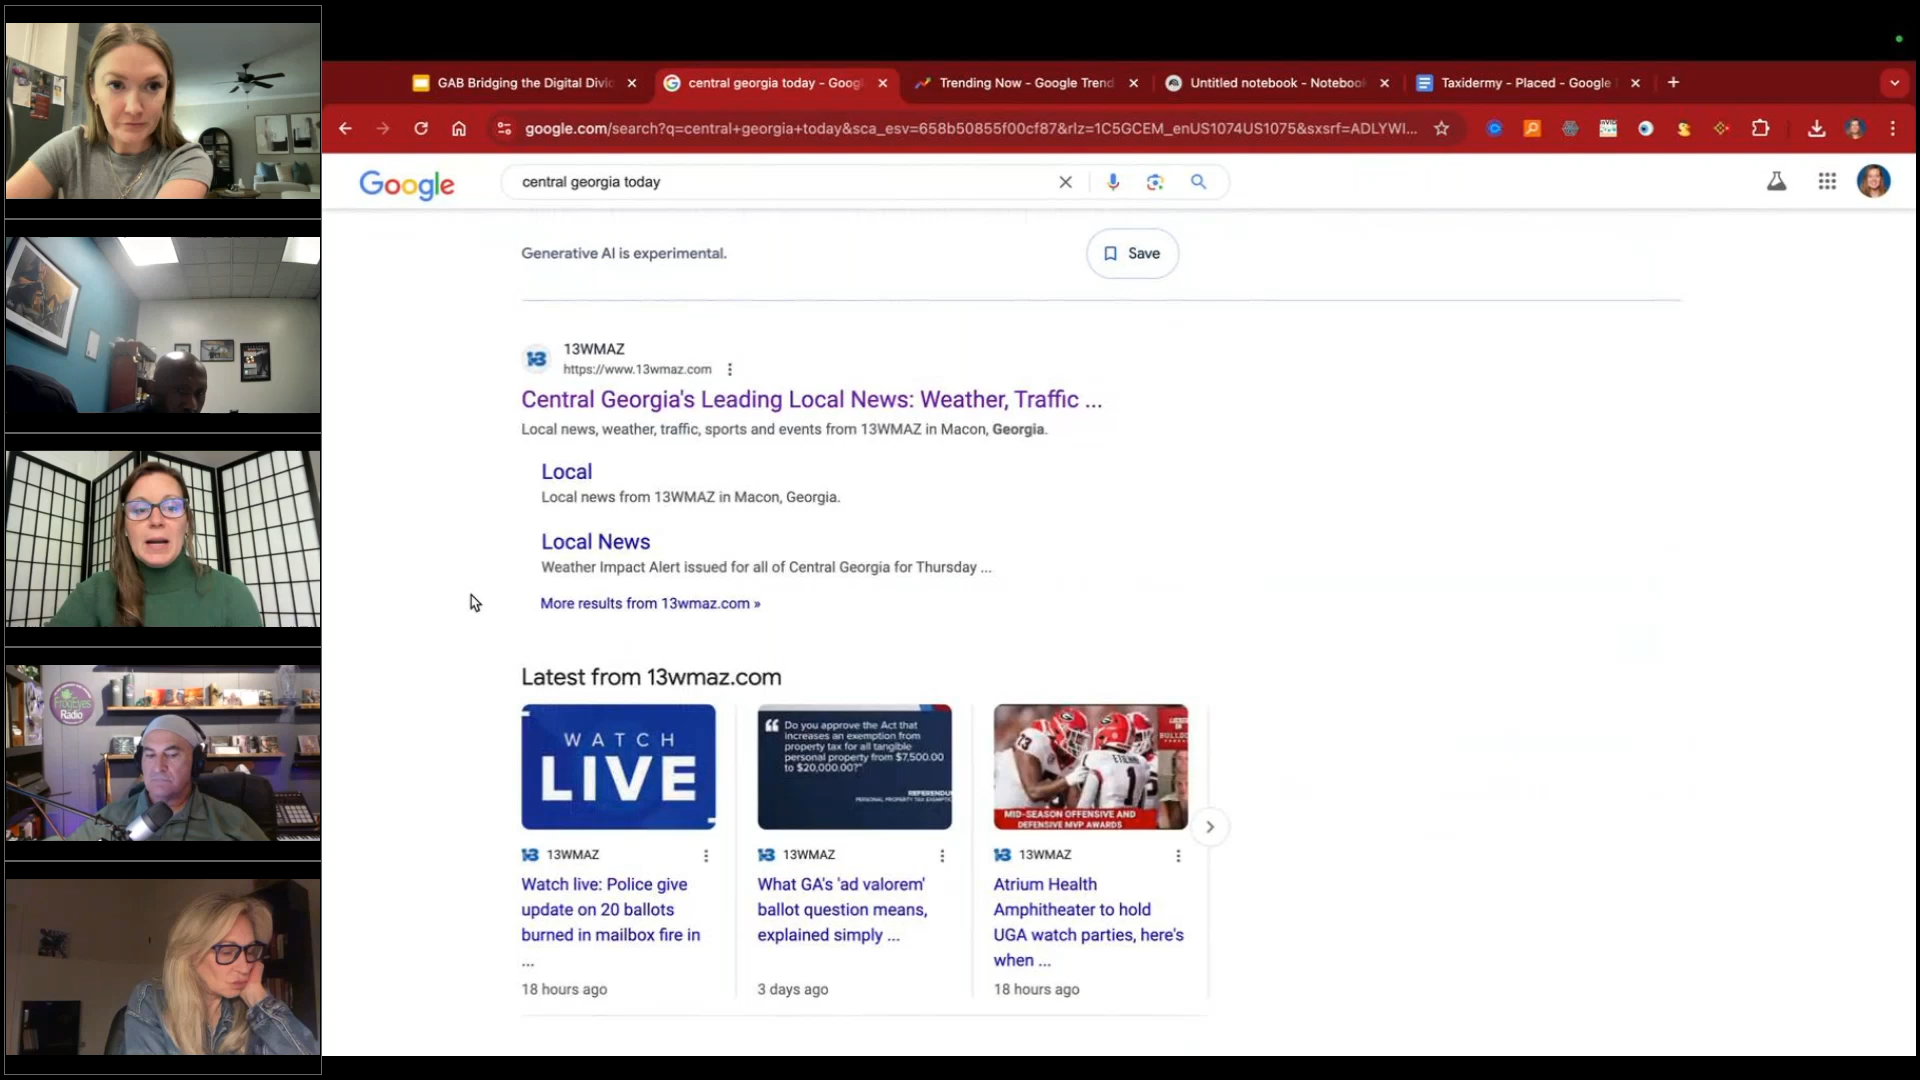 GAB Bridging the Digital Divid
central georgia today - Goog
Trending Now - Google Trend
Untitled notebook - Noteboo
Taxidermy - Placed - Google
google.com/search?q=central+georgia+today&sca_esv=658b50855f00cf87&rlz=1C5GCEM_enUS1074US1075&sxsrf=ADLYWI...
Google
central georgia today
Generative AI is experimental.
Save
13WMAZ
https://www.13wmaz.com
Central Georgia's Leading Local News: Weather, Traffic ...
Local news, weather, traffic, sports and events from 13WMAZ in Macon, Georgia.
Local
Local news from 13WMAZ in Macon, Georgia.
Local News
Weather Impact Alert issued for all of Central Georgia for Thursday ...
More results from 13wmaz.com »
Latest from 13wmaz.com
WATCH
LIVE
13WMAZ
Watch live: Police give
update on 20 ballots
burned in mailbox fire in
...
18 hours ago
Do you approve the Act that
increases an exemption from
property tax for all tangible
personal property from $7,500.00
to $20,000.00?"
REFERENDU
PERSONAL PROPERTY TAX EXEMPTIO
13WMAZ
What GA's 'ad valorem'
ballot question means,
explained simply ...
3 days ago
ETIENNE
1
MID-SEASON OFFENSIVE AND
DEFENSIVE MVP AWARDS
13WMAZ
Atrium Health
Amphitheater to hold
UGA watch parties, here's
when ...
18 hours ago
FrogEyes
Radio